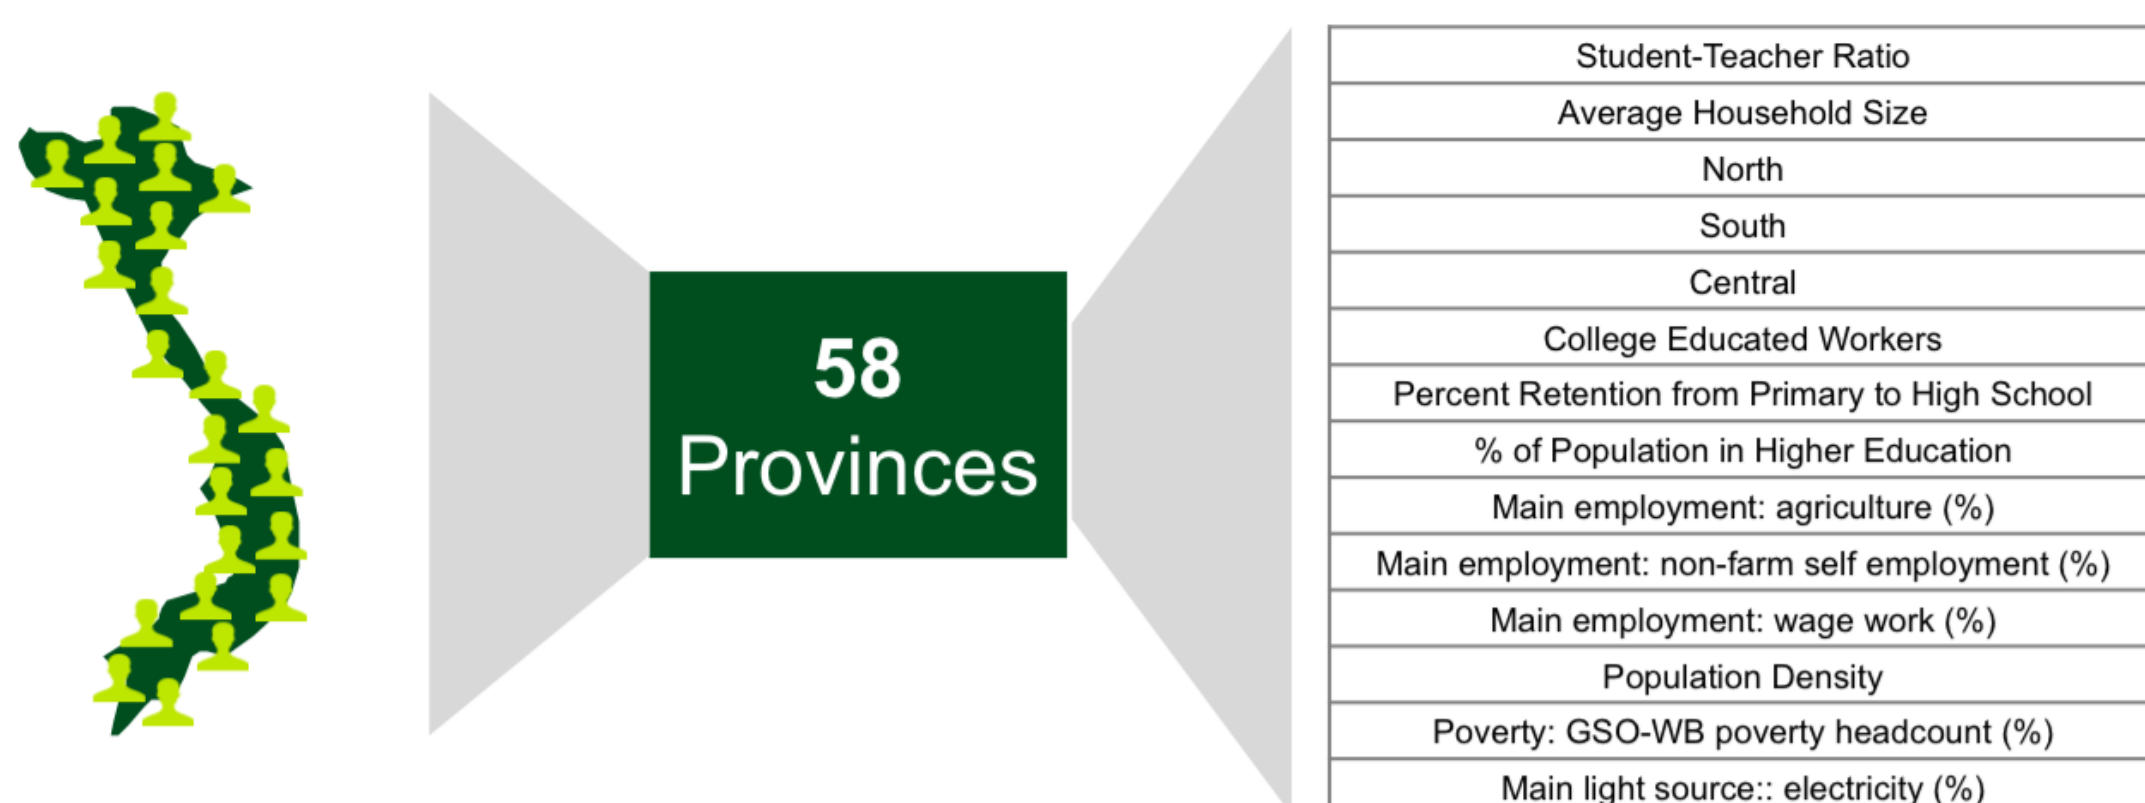 58
Provinces
Student-Teacher Ratio
Average Household Size
North
South
Central
College Educated Workers
Percent Retention from Primary to High School
% of Population in Higher Education
Main employment: agriculture (%)
Main employment: non-farm self employment (%)
Main employment: wage work (%)
Population Density
Poverty: GSO-WB poverty headcount (%)
Main light source:: electricity (%)